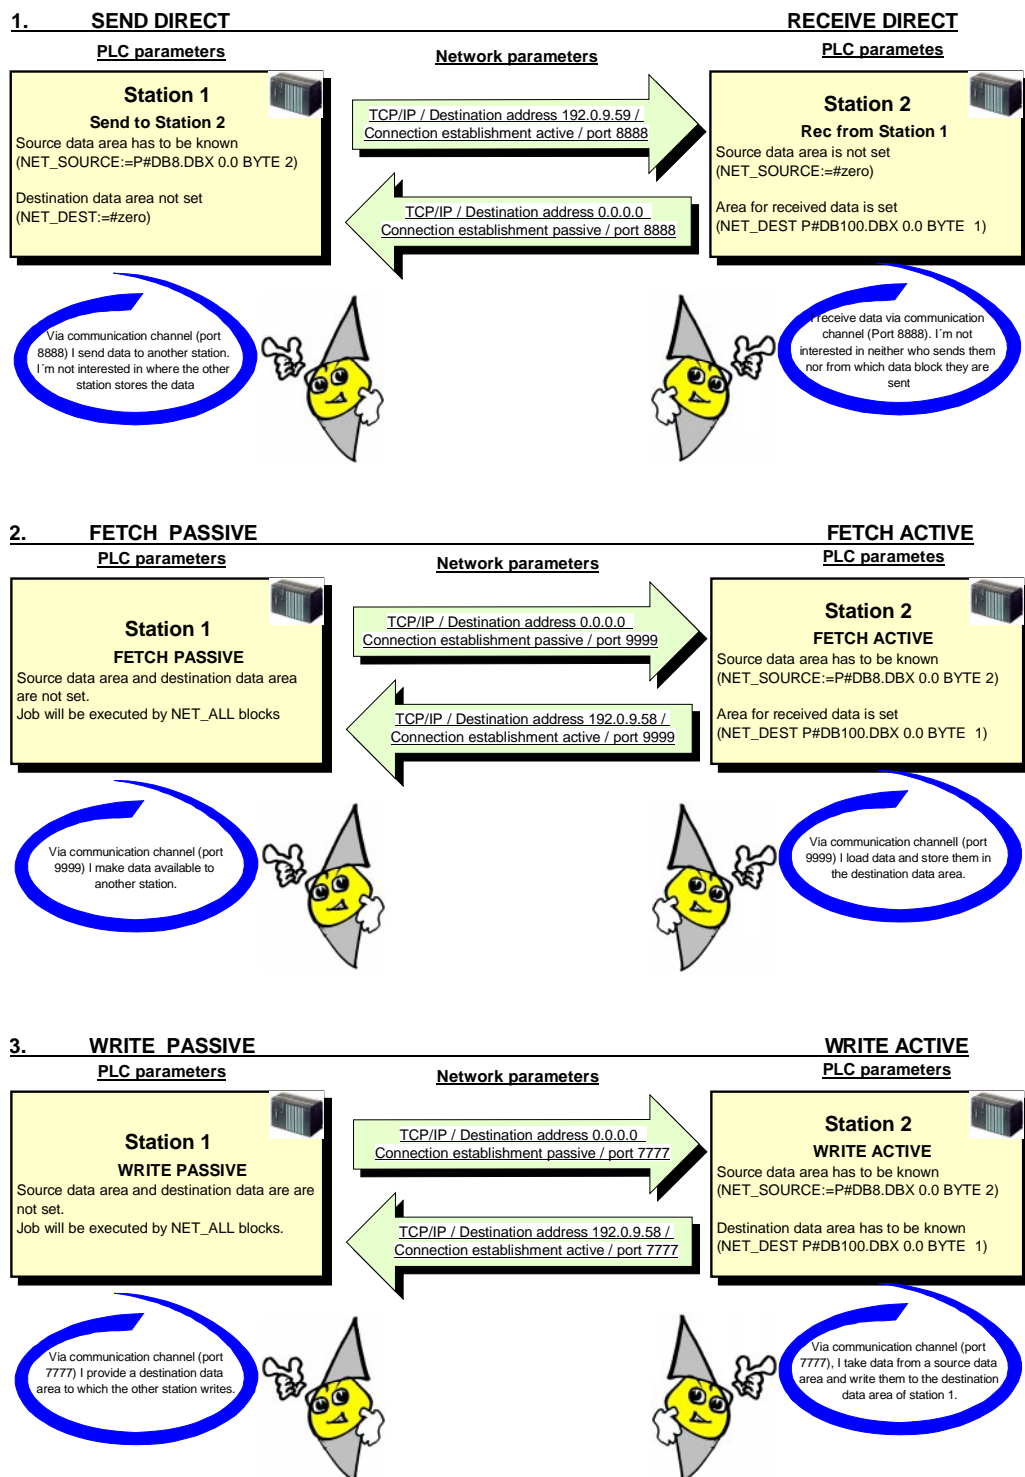 1. SEND DIRECT RECEIVE DIRECT
PLC parameters
Network parameters
PLC parametes
Station 1
Send to Station 2
Source data area has to be known
(NET_SOURCE:=P#DB8.DBX 0.0 BYTE 2)
Destination data area not set
(NET_DEST:=#zero)
TCP/IP / Destination address 192.0.9.59 /
Connection establishment active / port 8888
TCP/IP / Destination address 0.0.0.0
Connection establishment passive / port 8888
Station 2
Rec from Station 1
Source data area is not set
(NET_SOURCE:=#zero)
Area for received data is set
(NET_DEST P#DB100.DBX 0.0 BYTE 1)
Via communication channel (port
8888) I send data to another station.
I´m not interested in where the other
station stores the data
I receive data via communication
channel (Port 8888). I´m not
interested in neither who sends them
nor from which data block they are
sent
2. FETCH PASSIVE FETCH ACTIVE
PLC parameters
Network parameters
PLC parametes
Station 1
FETCH PASSIVE
Source data area and destination data area
are not set.
Job will be executed by NET_ALL blocks
TCP/IP / Destination address 0.0.0.0
Connection establishment passive / port 9999
TCP/IP / Destination address 192.0.9.58 /
Connection establishment active / port 9999
Station 2
FETCH ACTIVE
Source data area has to be known
(NET_SOURCE:=P#DB8.DBX 0.0 BYTE 2)
Area for received data is set
(NET_DEST P#DB100.DBX 0.0 BYTE 1)
Via communication channel (port
9999) I make data available to
another station.
Via communication channell (port
9999) I load data and store them in
the destination data area.
3. WRITE PASSIVE WRITE ACTIVE
PLC parameters
Network parameters
PLC parameters
Station 1
WRITE PASSIVE
Source data area and destination data are are
not set.
Job will be executed by NET_ALL blocks.
TCP/IP / Destination address 0.0.0.0
Connection establishment passive / port 7777
TCP/IP / Destination address 192.0.9.58 /
Connection establishment active / port 7777
Station 2
WRITE ACTIVE
Source data area has to be known
(NET_SOURCE:=P#DB8.DBX 0.0 BYTE 2)
Destination data area has to be known
(NET_DEST P#DB100.DBX 0.0 BYTE 1)
Via communication channel (port
7777) I provide a destination data
area to which the other station writes.
Via communication channel (port
7777), I take data from a source data
area and write them to the destination
data area of station 1.